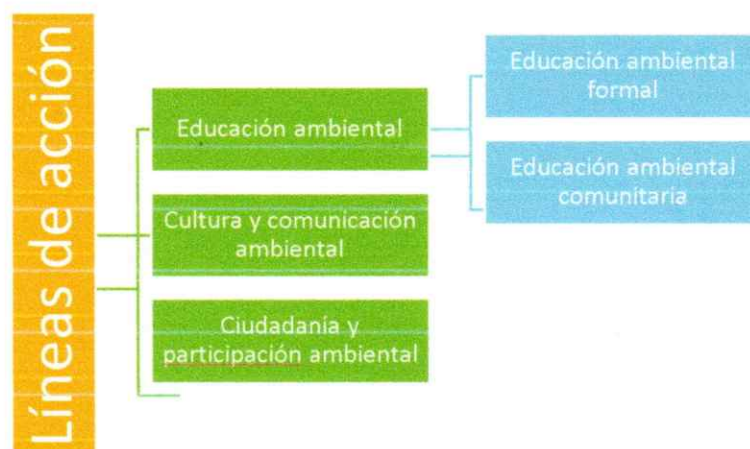 Líneas de acción
Educación ambiental
Educación ambiental
formal
Educación ambiental
comunitaria
Cultura y comunicación
ambiental
Ciudadanía y
participación ambiental